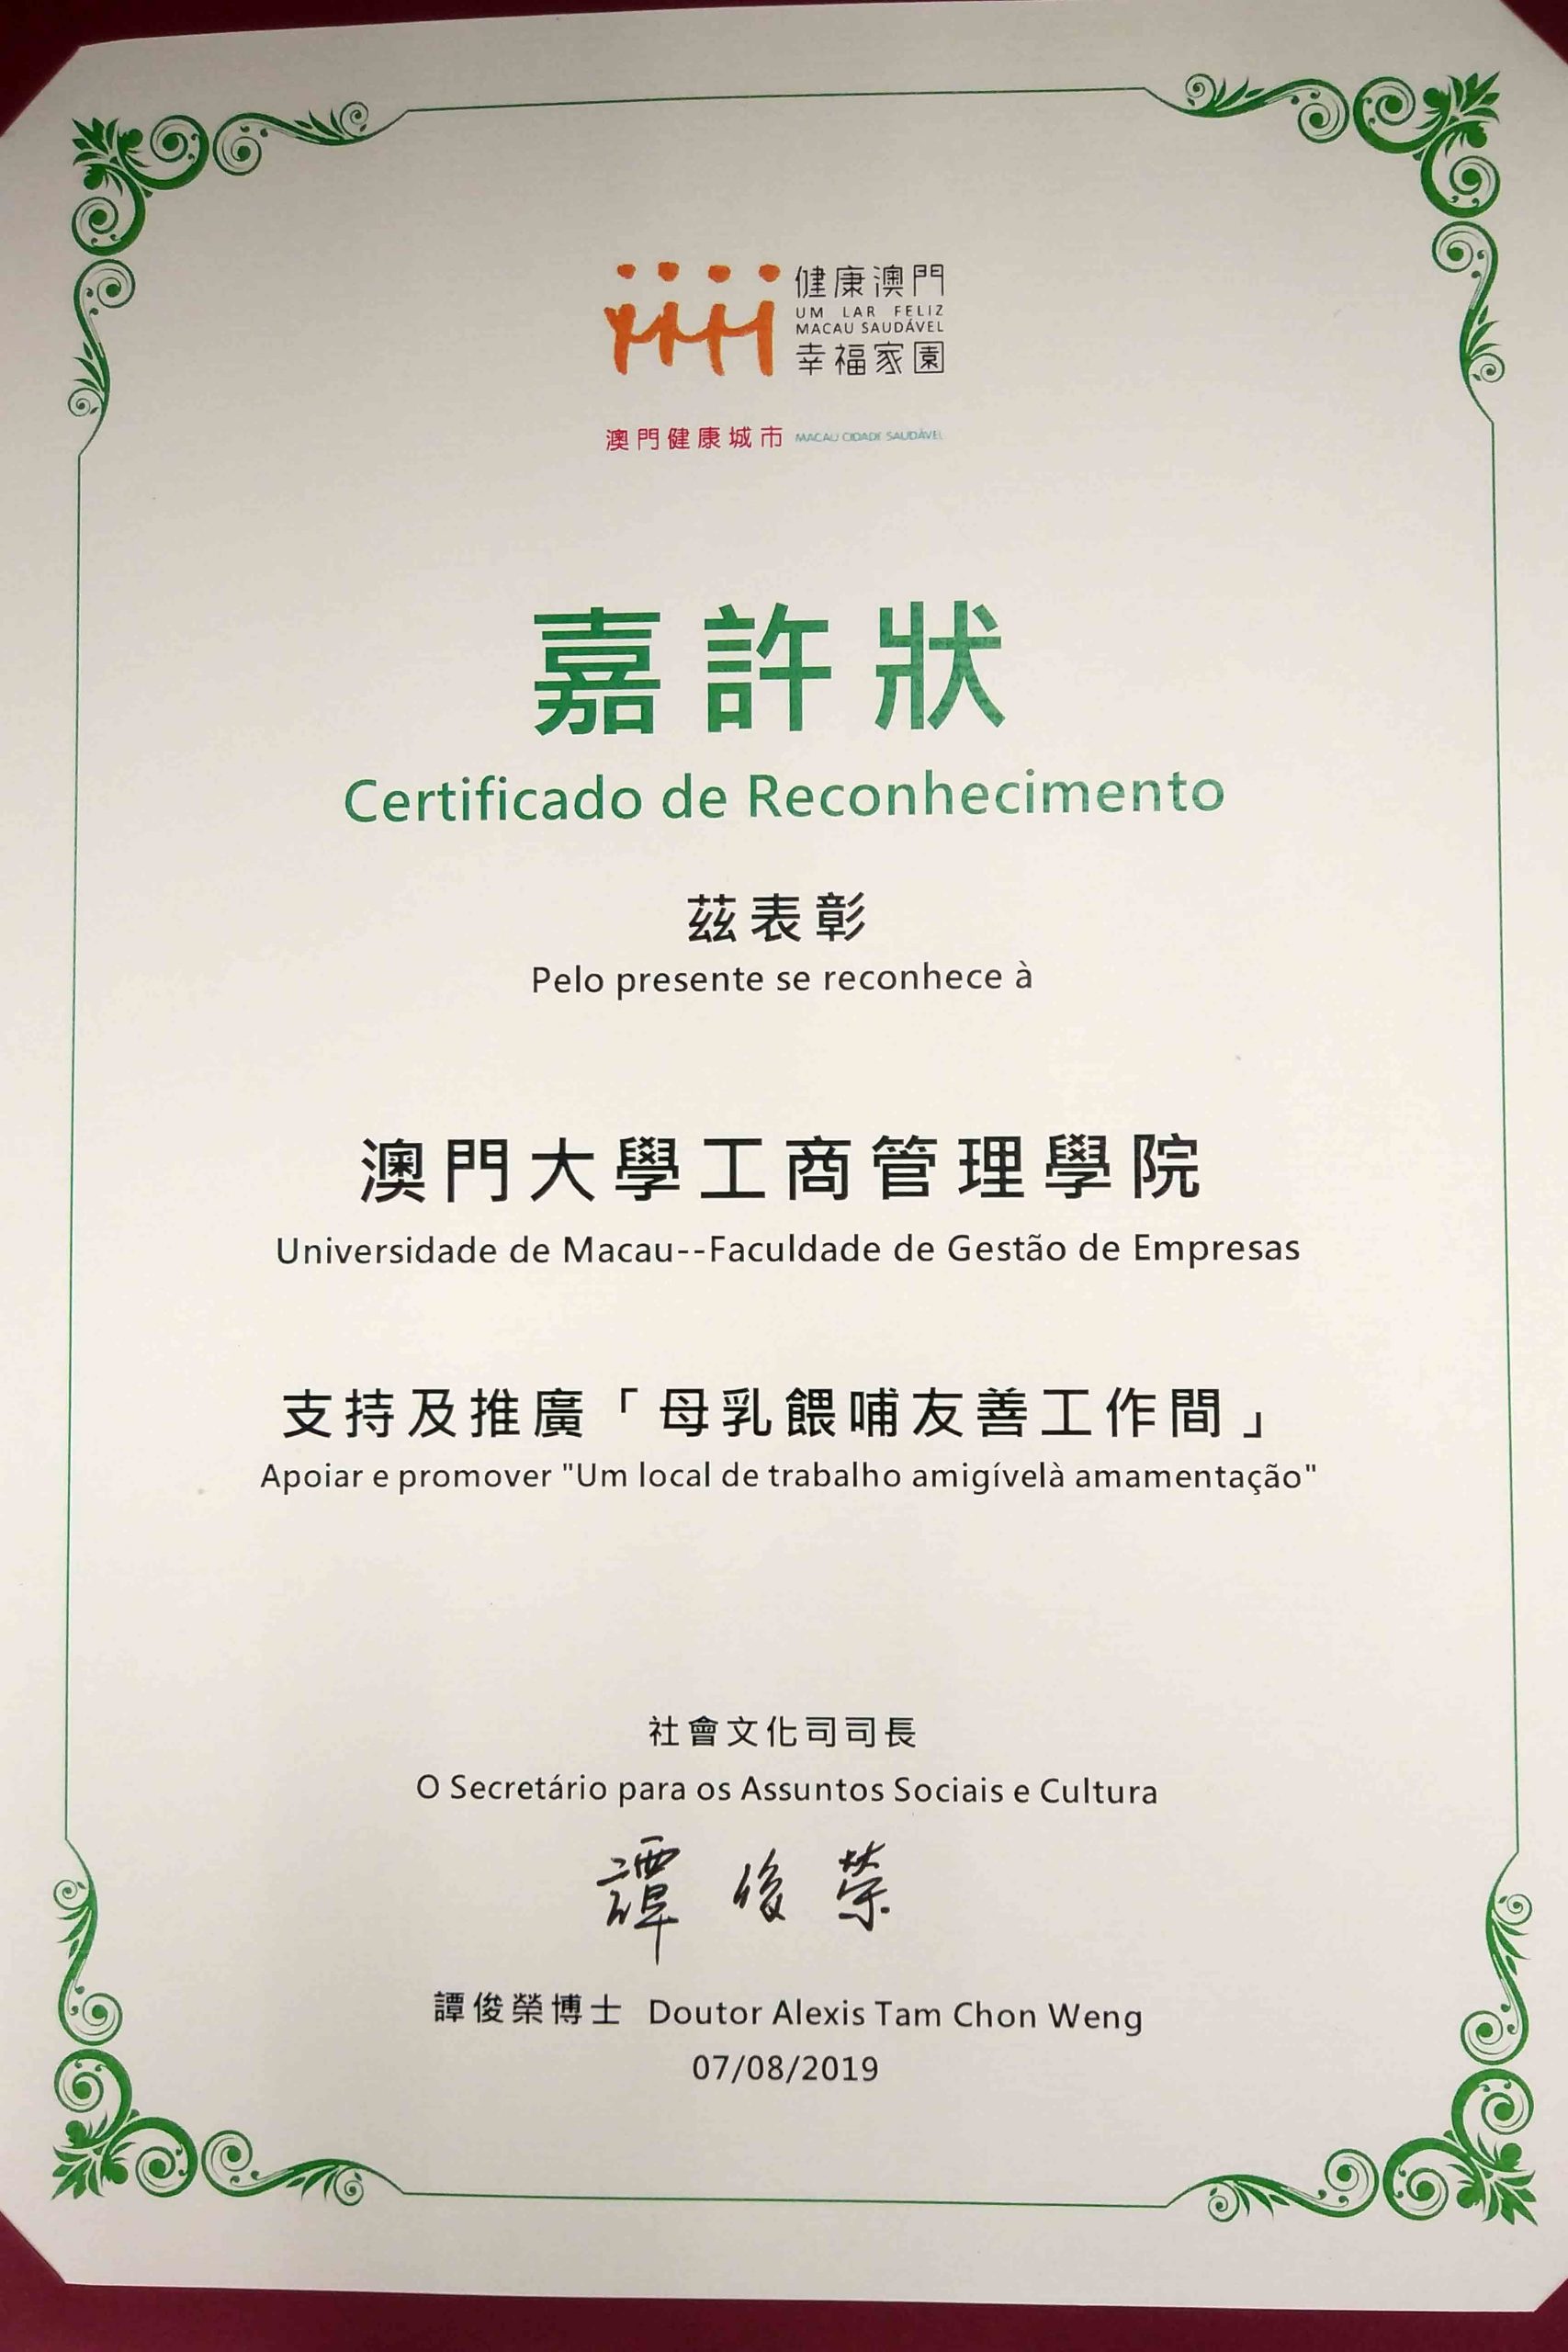 健康澳門
UM LAR FELIZ
MACAU SAUDÁVEL
幸福家園
澳門健康城市 MACAU CIDADE SAUDÁVEL
嘉許狀
Certificado de Reconhecimento
茲表彰
Pelo presente se reconhece à
澳門大學工商管理學院
Universidade de Macau--Faculdade de Gestão de Empresas
支持及推廣「母乳餵哺友善工作間」
Apoiar e promover "Um local de trabalho amigívelà amamentação"
社會文化司司長
O Secretário para os Assuntos Sociais e Cultura
譚俊榮
譚俊榮博士 Doutor Alexis Tam Chon Weng
07/08/2019